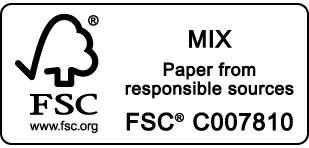 ®
FSC
www.fsc.org
MIX
Paper from
responsible sources
FSC® C007810